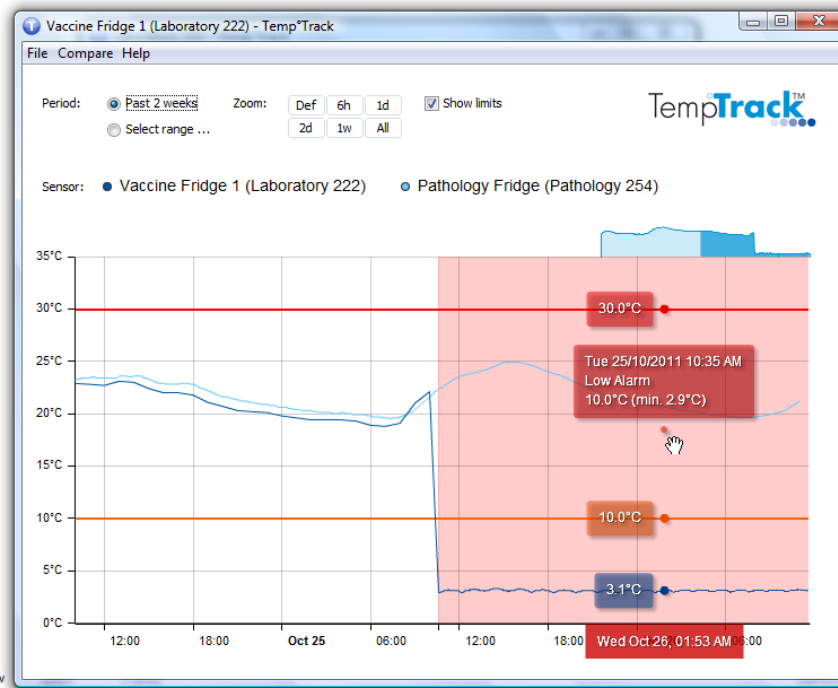 Vaccine Fridge 1 (Laboratory 222) - Temp°Track
File Compare Help
Period: Past 2 weeks Zoom: Def 6h 1d Show limits
Select range ... 2d 1w All
TempTrack™
Sensor: Vaccine Fridge 1 (Laboratory 222) Pathology Fridge (Pathology 254)
35°C
30°C
30.0°C
25°C
Tue 25/10/2011 10:35 AM
Low Alarm
10.0°C (min. 2.9°C)
20°C
15°C
10°C
10.0°C
5°C
3.1°C
0°C
12:00 18:00 Oct 25 06:00 12:00 18:00 Wed Oct 26, 01:53 AM 06:00